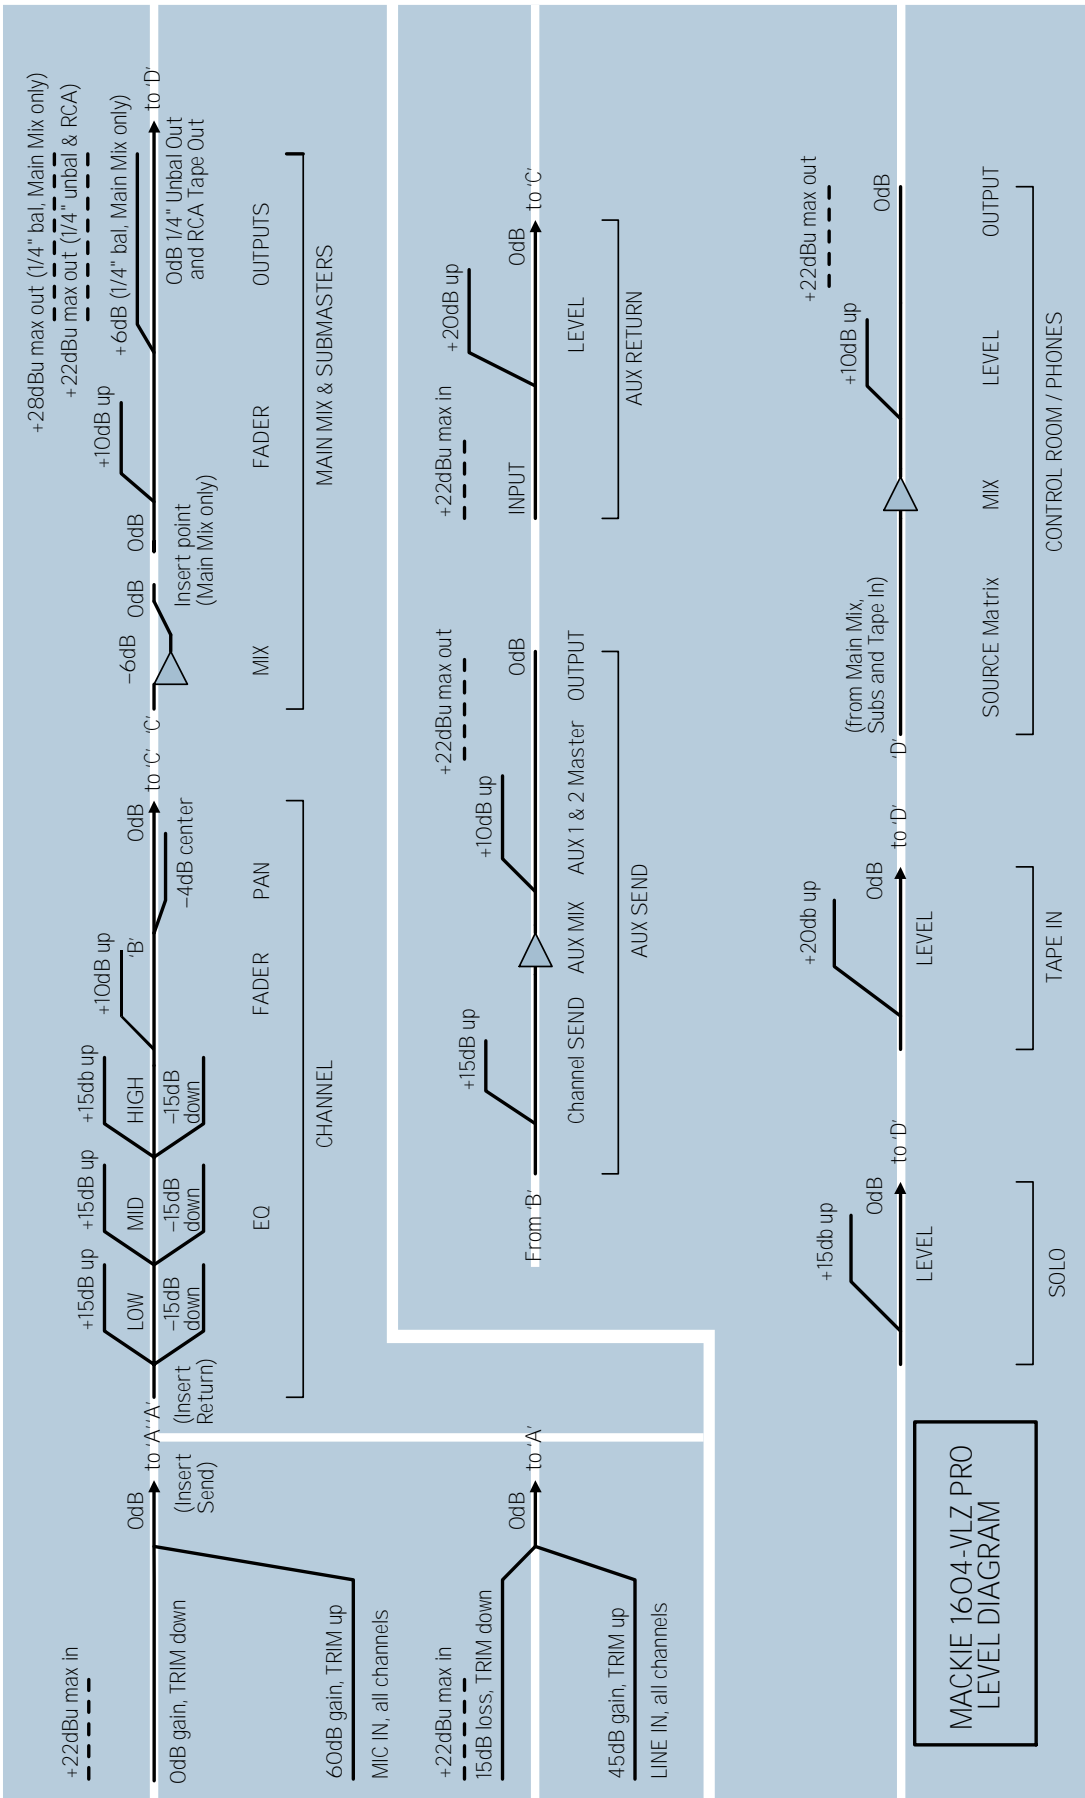 +22dBu max in
0dB gain, TRIM down
60dB gain, TRIM up
MIC IN, all channels
0dB
to ‘A’
(Insert
Send)
‘A’
(Insert
Return)
+15dB up
LOW
–15dB
down
+15dB up
MID
–15dB
down
+15db up
HIGH
–15dB
down
EQ
+10dB up
FADER
‘B’
–4dB center
PAN
0dB
to ‘C’
CHANNEL
‘C’
–6dB
MIX
0dB
Insert point
(Main Mix only)
0dB
+10dB up
FADER
+28dBu max out (1/4" bal, Main Mix only)
+22dBu max out (1/4" unbal & RCA)
+6dB (1/4" bal, Main Mix only)
to ‘D’
0dB 1/4" Unbal Out
and RCA Tape Out
OUTPUTS
MAIN MIX & SUBMASTERS
+22dBu max in
15dB loss, TRIM down
45dB gain, TRIM up
LINE IN, all channels
0dB
to ‘A’
From ‘B’
+15dB up
Channel SEND
AUX MIX
+10dB up
AUX 1 & 2 Master
+22dBu max out
0dB
OUTPUT
AUX SEND
+22dBu max in
INPUT
+20dB up
LEVEL
0dB
to ‘C’
AUX RETURN
MACKIE 1604-VLZ PRO
LEVEL DIAGRAM
+15db up
LEVEL
0dB
to ‘D’
SOLO
+20db up
LEVEL
0dB
to ‘D’
TAPE IN
‘D’
(from Main Mix,
Subs and Tape In)
SOURCE Matrix
MIX
+10dB up
LEVEL
+22dBu max out
0dB
OUTPUT
CONTROL ROOM / PHONES